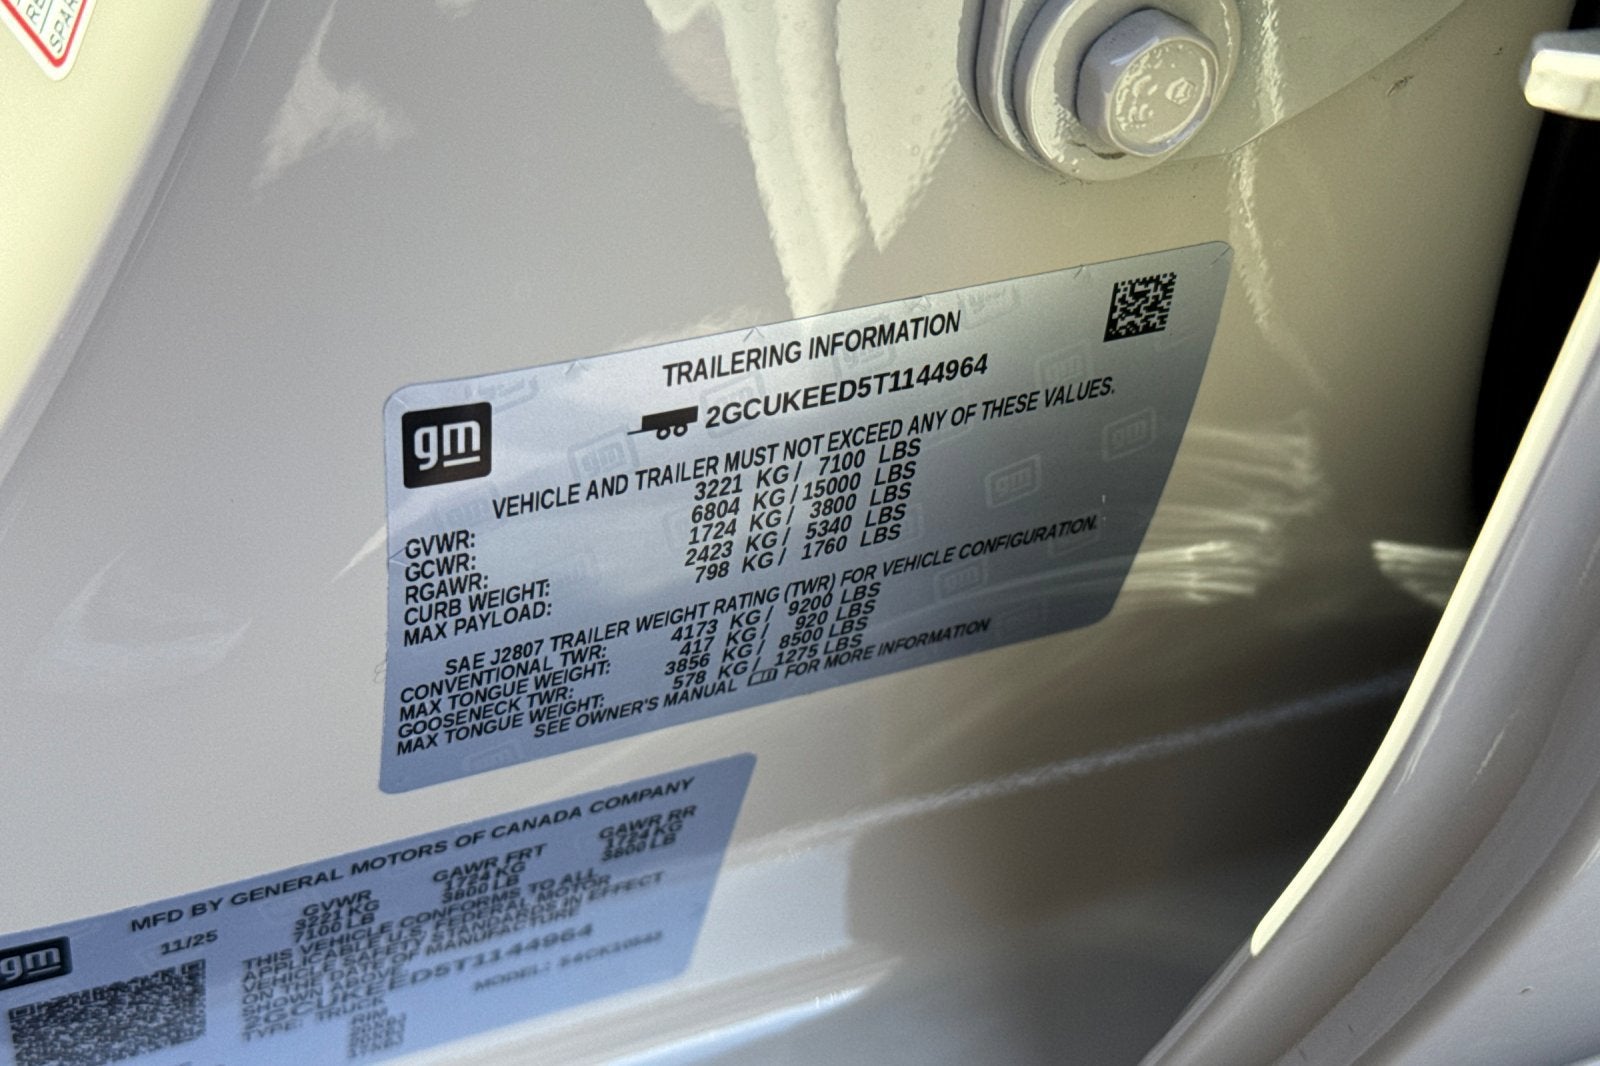 RE
SPAR
TRAILERING INFORMATION
2GCUKEED5T1144964
gm
VEHICLE AND TRAILER MUST NOT EXCEED ANY OF THESE VALUES.
GVWR: 3221 KG / 7100 LBS
GCWR: 6804 KG / 15000 LBS
RGAWR: 1724 KG / 3800 LBS
CURB WEIGHT: 2423 KG / 5340 LBS
MAX PAYLOAD: 798 KG / 1760 LBS
SAE J2807 TRAILER WEIGHT RATING (TWR) FOR VEHICLE CONFIGURATION.
CONVENTIONAL TWR: 4173 KG / 9200 LBS
MAX TONGUE WEIGHT: 417 KG / 920 LBS
GOOSENECK TWR: 3856 KG / 8500 LBS
MAX TONGUE WEIGHT: 578 KG / 1275 LBS
SEE OWNER'S MANUAL FOR MORE INFORMATION
MFD BY GENERAL MOTORS OF CANADA COMPANY
gm
11/25 GVWR GAWR FRT GAWR RR
3221 KG 1724 KG 1724 KG
7100 LB 3800 LB 3800 LB
THIS VEHICLE CONFORMS TO ALL
APPLICABLE U.S. FEDERAL MOTOR
VEHICLE SAFETY STANDARDS IN EFFECT
ON THE DATE OF MANUFACTURE
SHOWN ABOVE.
2GCUKEED5T1144964
TYPE: TRUCK MODEL:
RIM